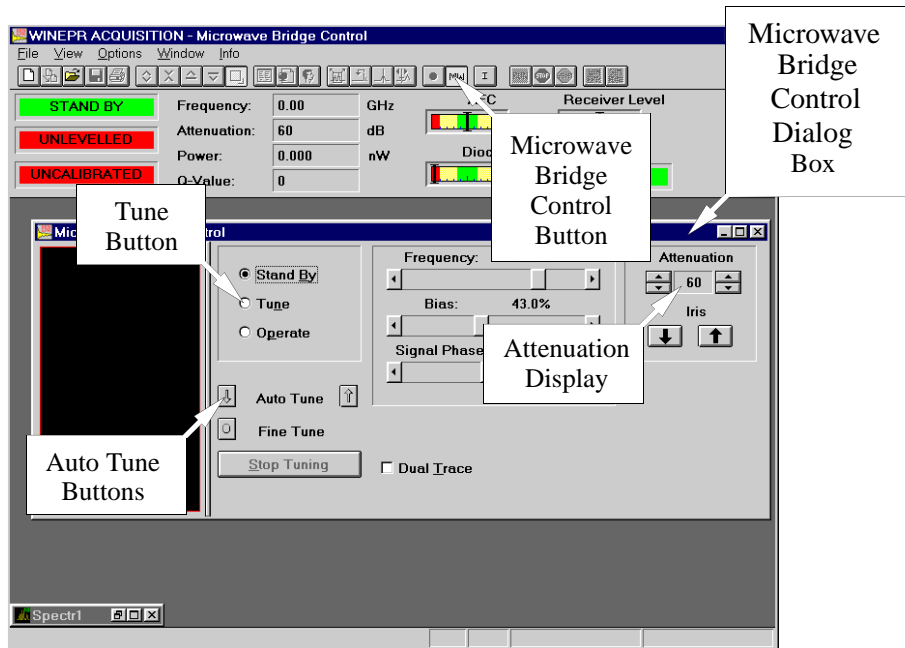 WINEPR ACQUISITION - Microwave Bridge Control
File View Options Window Info
MW I RUN STOP
STAND BY
UNLEVELLED
UNCALIBRATED
Frequency: 0.00 GHz
Attenuation: 60 dB
Power: 0.000 nW
Q-Value: 0
Receiver Level
Microwave
Bridge
Control
Dialog
Box
Microwave
Bridge
Control
Button
Tune
Button
Stand By
Tune
Operate
Frequency:
Bias: 43.0%
Signal Phase
Attenuation
60
Iris
Attenuation
Display
Auto Tune
Fine Tune
Stop Tuning
Dual Trace
Auto Tune
Buttons
Spectr1